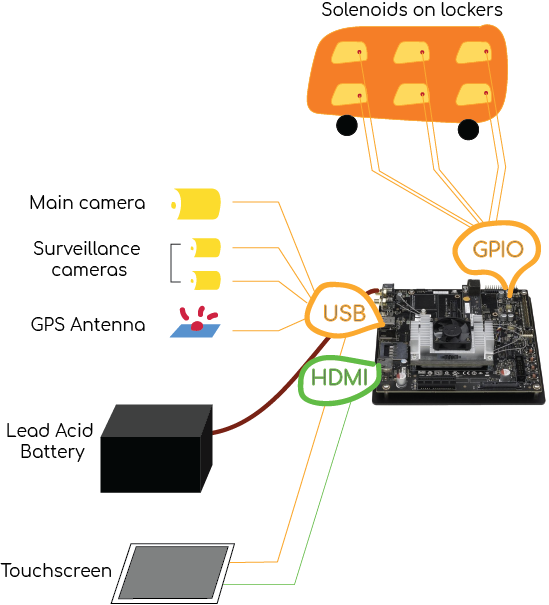 Solenoids on lockers
Main camera
Surveillance
cameras
GPS Antenna
Lead Acid
Battery
Touchscreen
GPIO
USB
HDMI